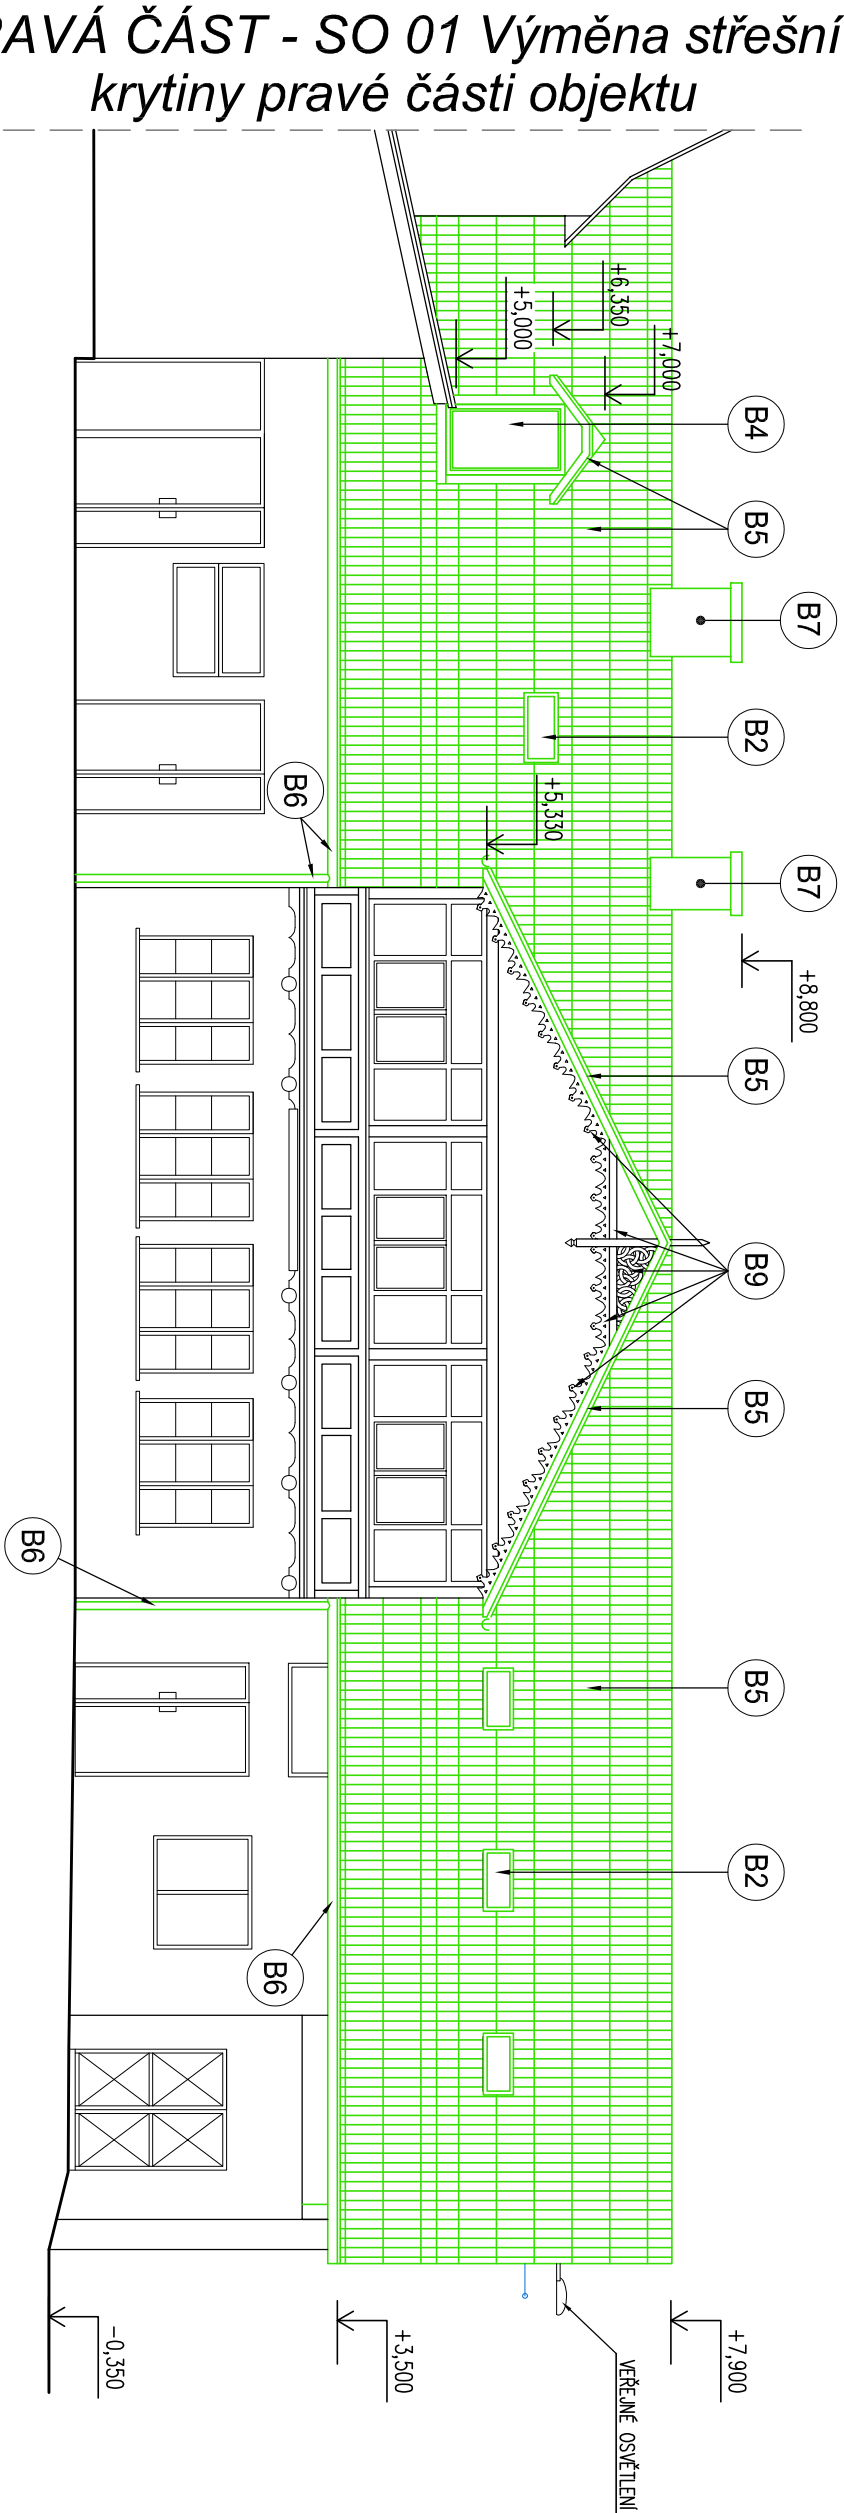 RAVÁ ČÁST - SO 01 Výměna střešní
krytiny pravé části objektu
+6,350
+5,000
+7,000
B4
B5
B7
B2
B6
+5,330
B7
+8,800
B5
B9
B5
B6
B5
B2
B6
-0,350
+3,500
+7,900
VEŘEJNÉ OSVĚTLENÍ